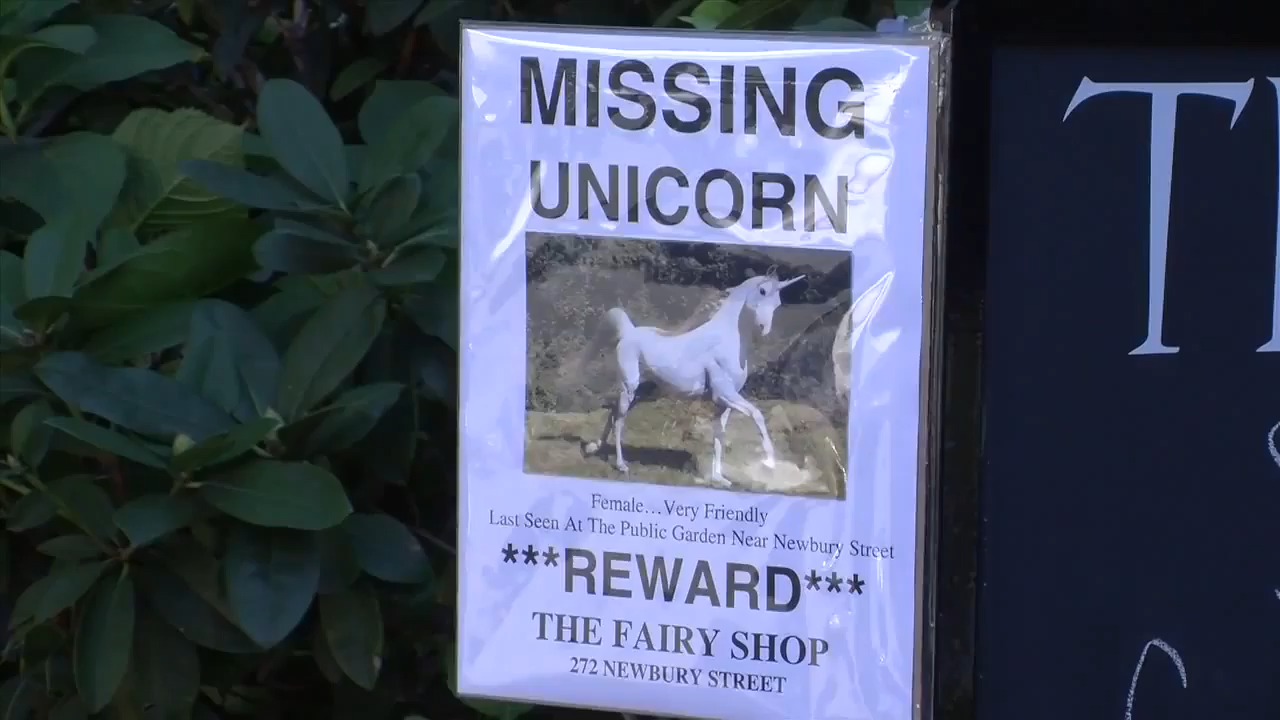 MISSING
UNICORN
Female...Very Friendly
Last Seen At The Public Garden Near Newbury Street
***REWARD***
THE FAIRY SHOP
272 NEWBURY STREET
T